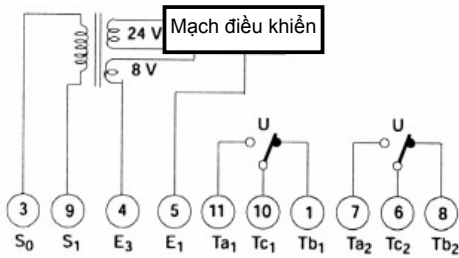 Mạch điều khiển
24 V
8 V
U U
3 9 4 5 11 10 1 7 6 8
S0 S1 E3 E1 Ta1 Tc1 Tb1 Ta2 Tc2 Tb2